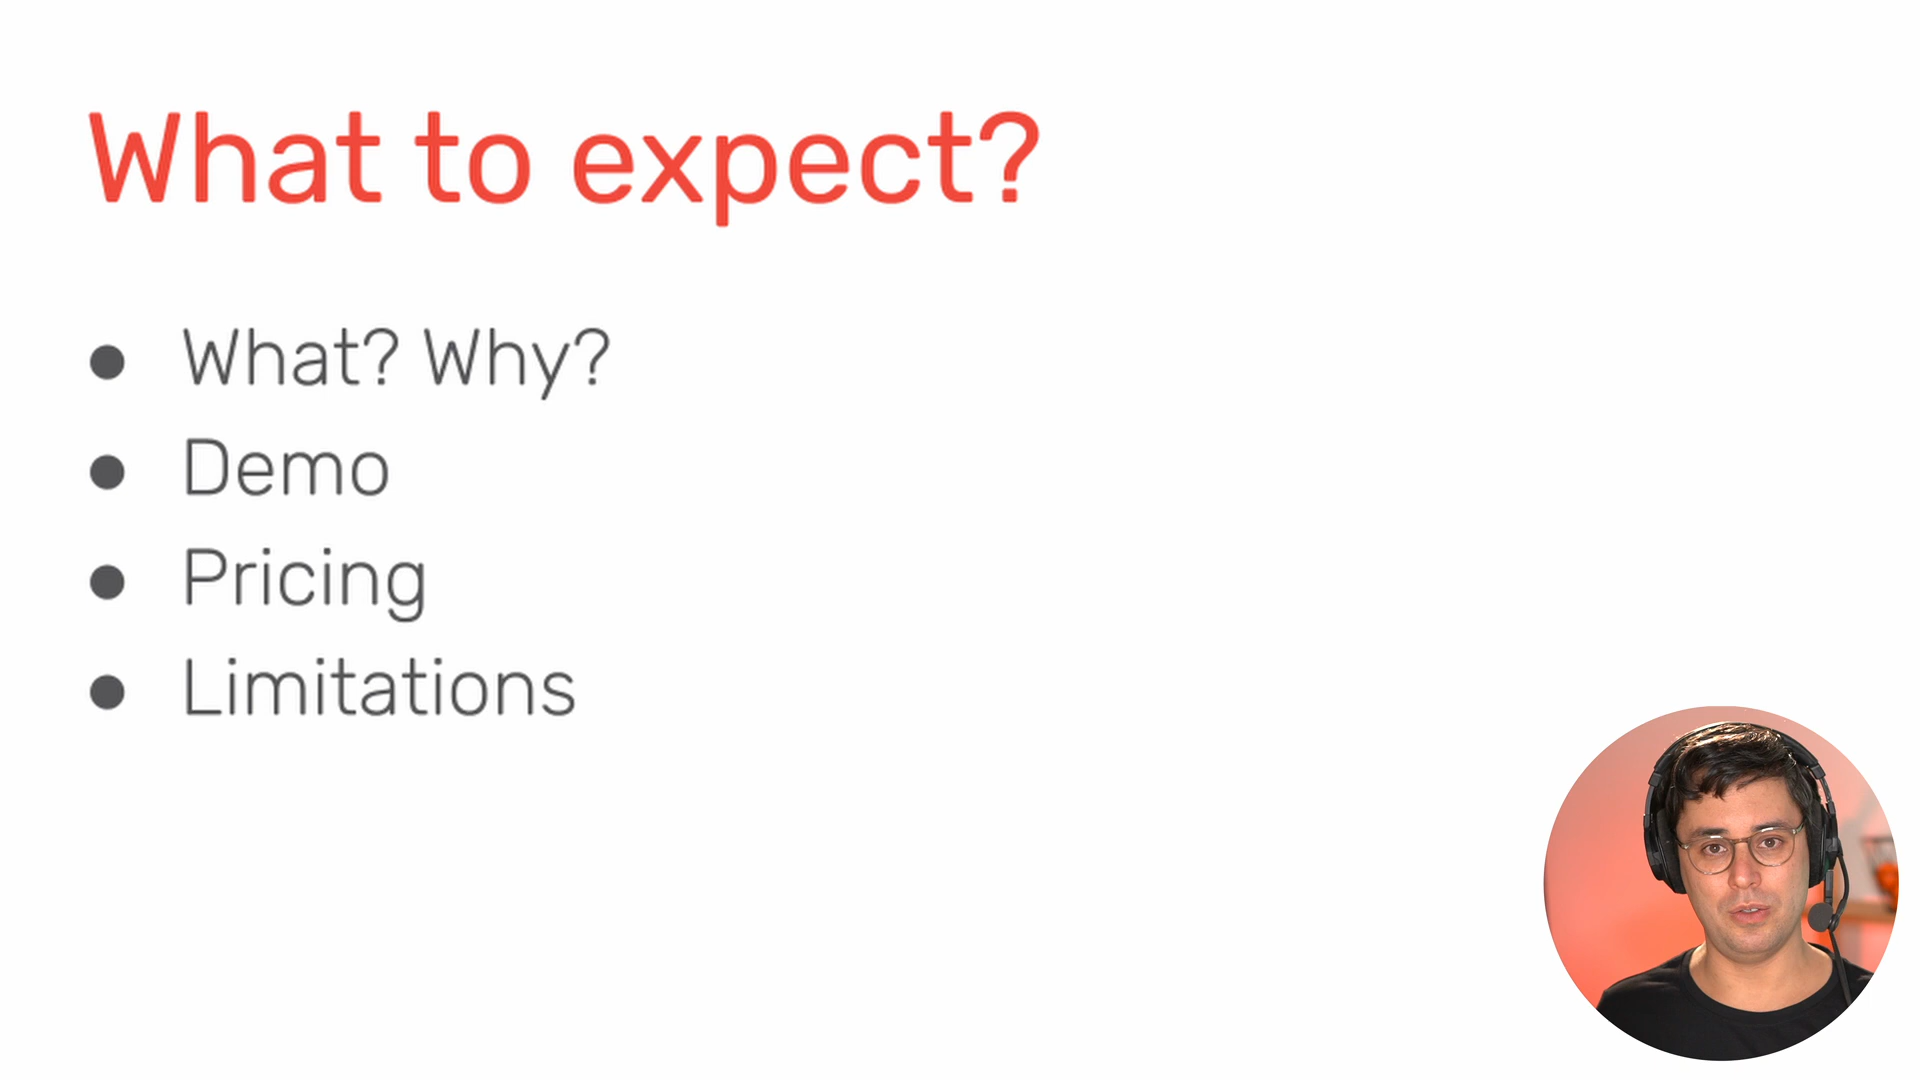 What to expect?
What? Why?
Demo
Pricing
Limitations